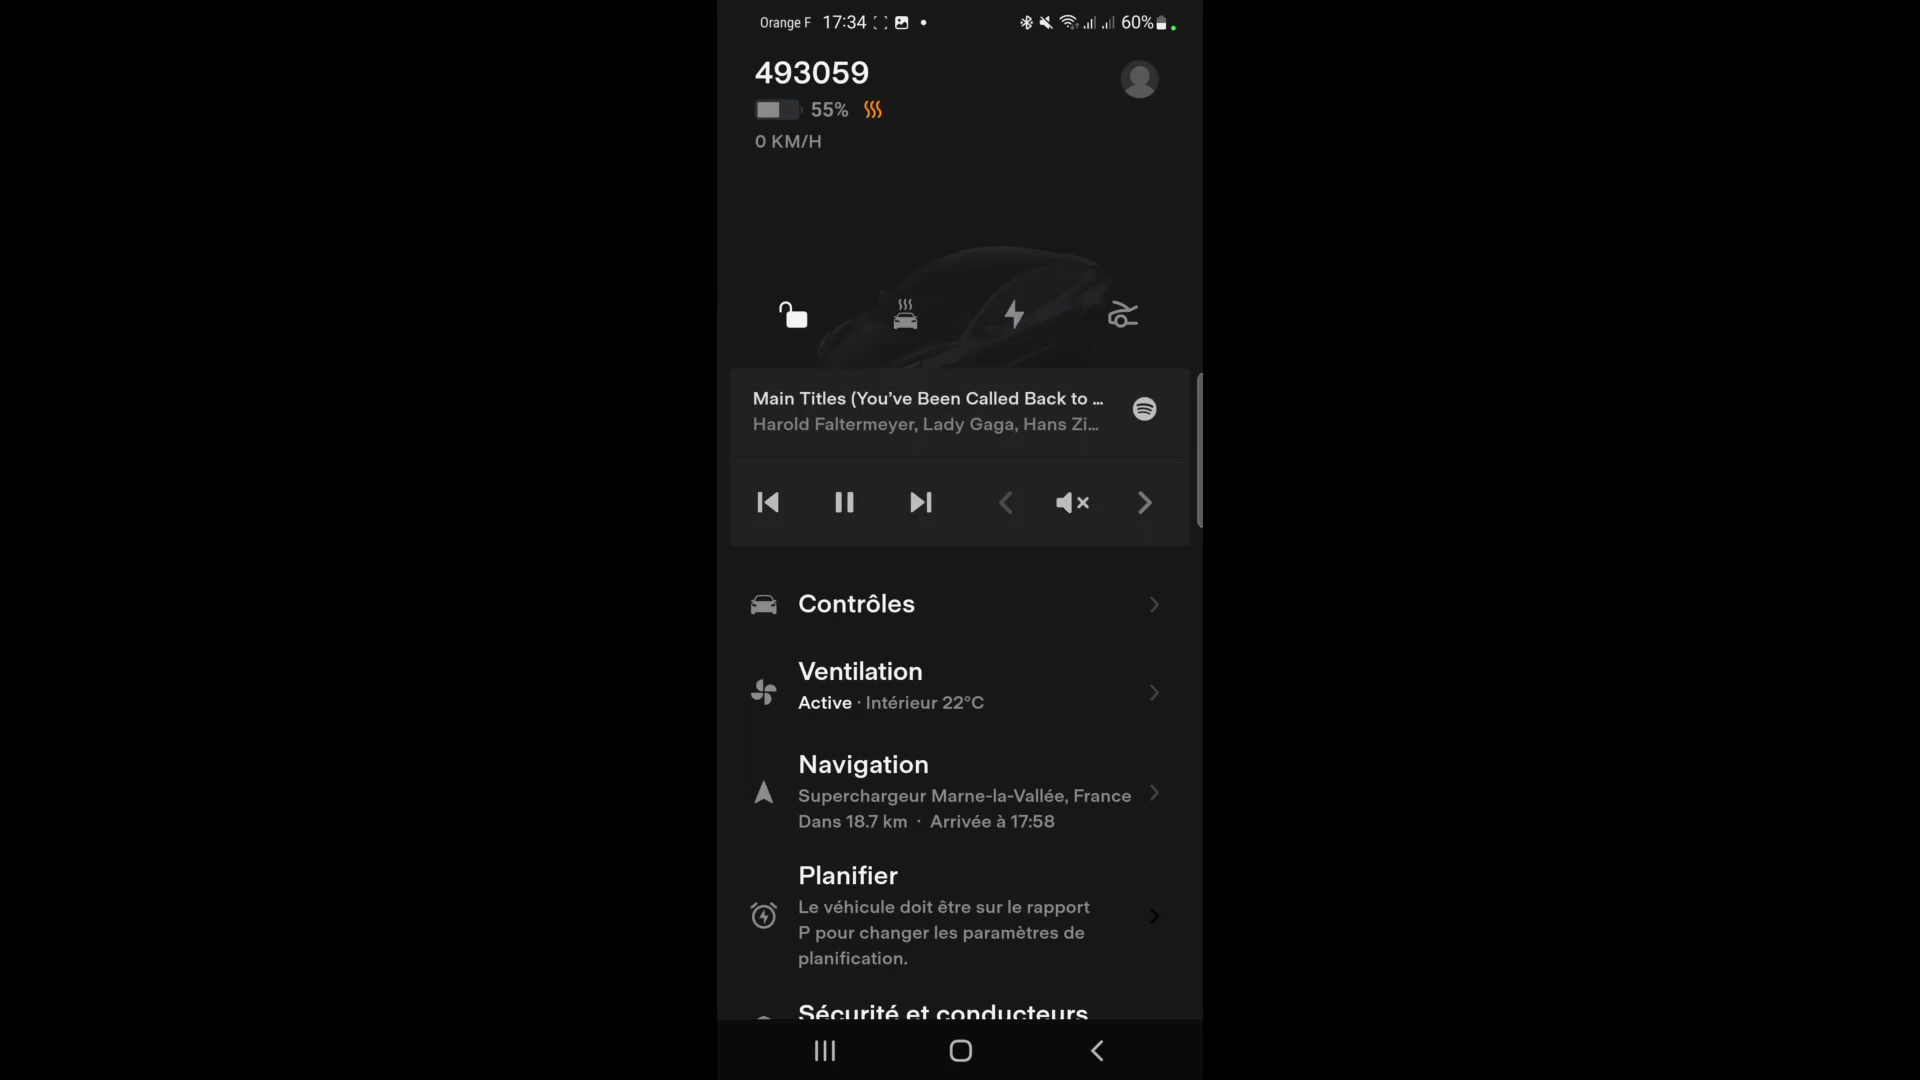 Orange F 17:34 60%
493059
55%
0 KM/H
Main Titles (You’ve Been Called Back to ...
Harold Faltermeyer, Lady Gaga, Hans Zi...
Contrôles
Ventilation
Active · Intérieur 22°C
Navigation
Superchargeur Marne-la-Vallée, France
Dans 18.7 km · Arrivée à 17:58
Planifier
Le véhicule doit être sur le rapport
P pour changer les paramètres de
planification.
Sécurité et conducteurs